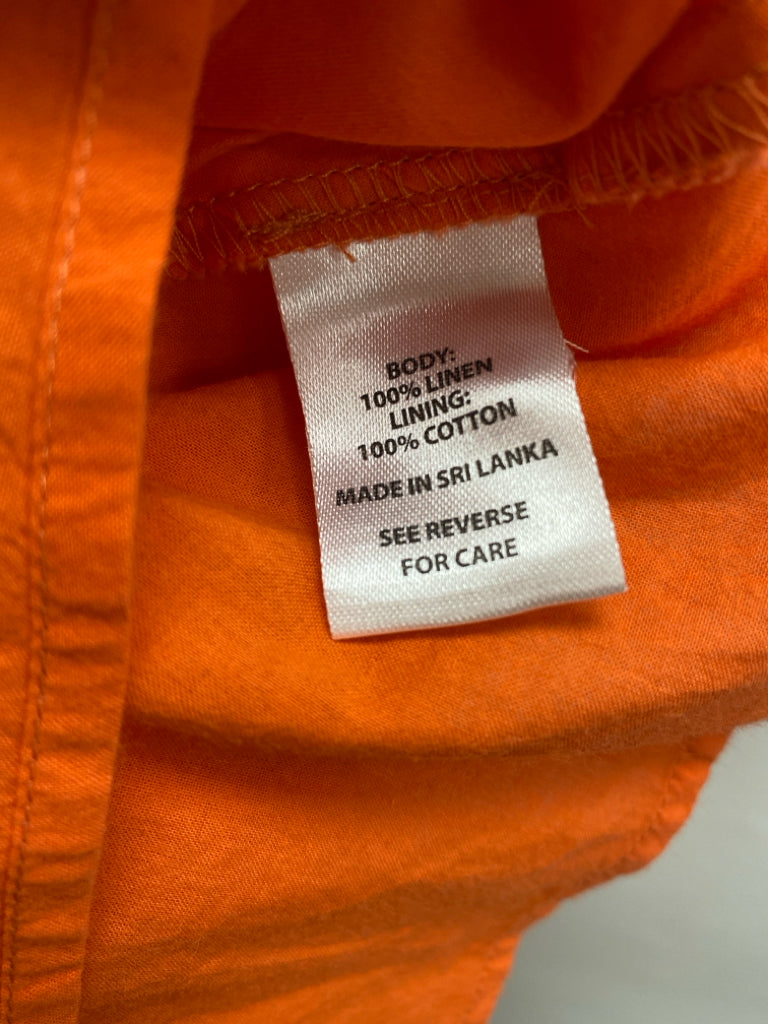 BODY:
100% LINEN
LINING:
100% COTTON
MADE IN SRI LANKA
SEE REVERSE
FOR CARE